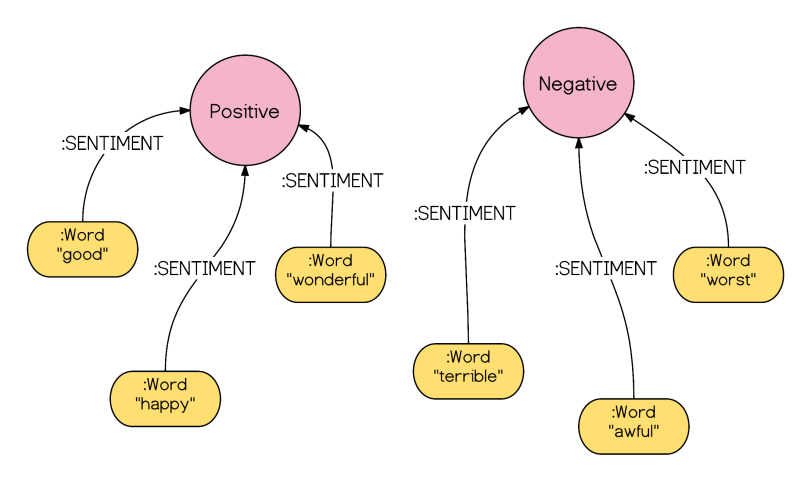 Positive
:SENTIMENT
:SENTIMENT
:Word
"good"
:SENTIMENT
:Word
"wonderful"
:Word
"happy"
Negative
:SENTIMENT
:SENTIMENT
:SENTIMENT
:Word
"worst"
:Word
"terrible"
:Word
"awful"